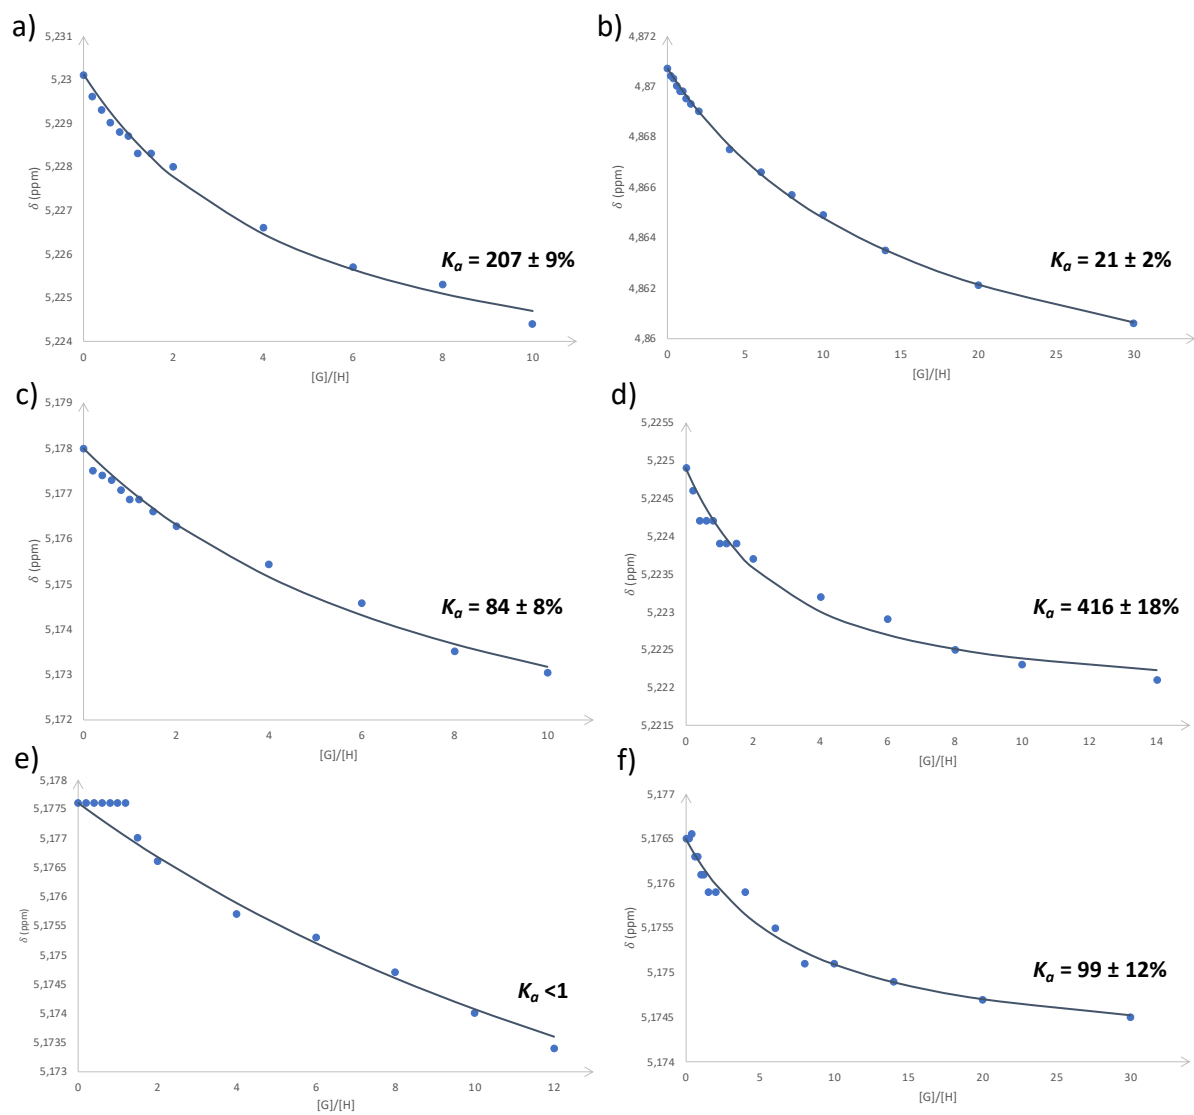 a)
5,231
5,23
5,229
5,228
5,227
5,226
5,225
5,224
δ (ppm)
0 2 4 6 8 10
[G]/[H]
Ka = 207 ± 9%
b)
4,872
4,87
4,868
4,866
4,864
4,862
4,86
δ (ppm)
0 5 10 15 20 25 30
[G]/[H]
Ka = 21 ± 2%
c)
5,179
5,178
5,177
5,176
5,175
5,174
5,173
5,172
δ (ppm)
0 2 4 6 8 10
[G]/[H]
Ka = 84 ± 8%
d)
5,2255
5,225
5,2245
5,224
5,2235
5,223
5,2225
5,222
5,2215
δ (ppm)
0 2 4 6 8 10 12 14
[G]/[H]
Ka = 416 ± 18%
e)
5,178
5,1775
5,177
5,1765
5,176
5,1755
5,175
5,1745
5,174
5,1735
5,173
δ (ppm)
0 2 4 6 8 10 12
[G]/[H]
Ka <1
f)
5,177
5,1765
5,176
5,1755
5,175
5,1745
5,174
δ (ppm)
0 5 10 15 20 25 30
[G]/[H]
Ka = 99 ± 12%